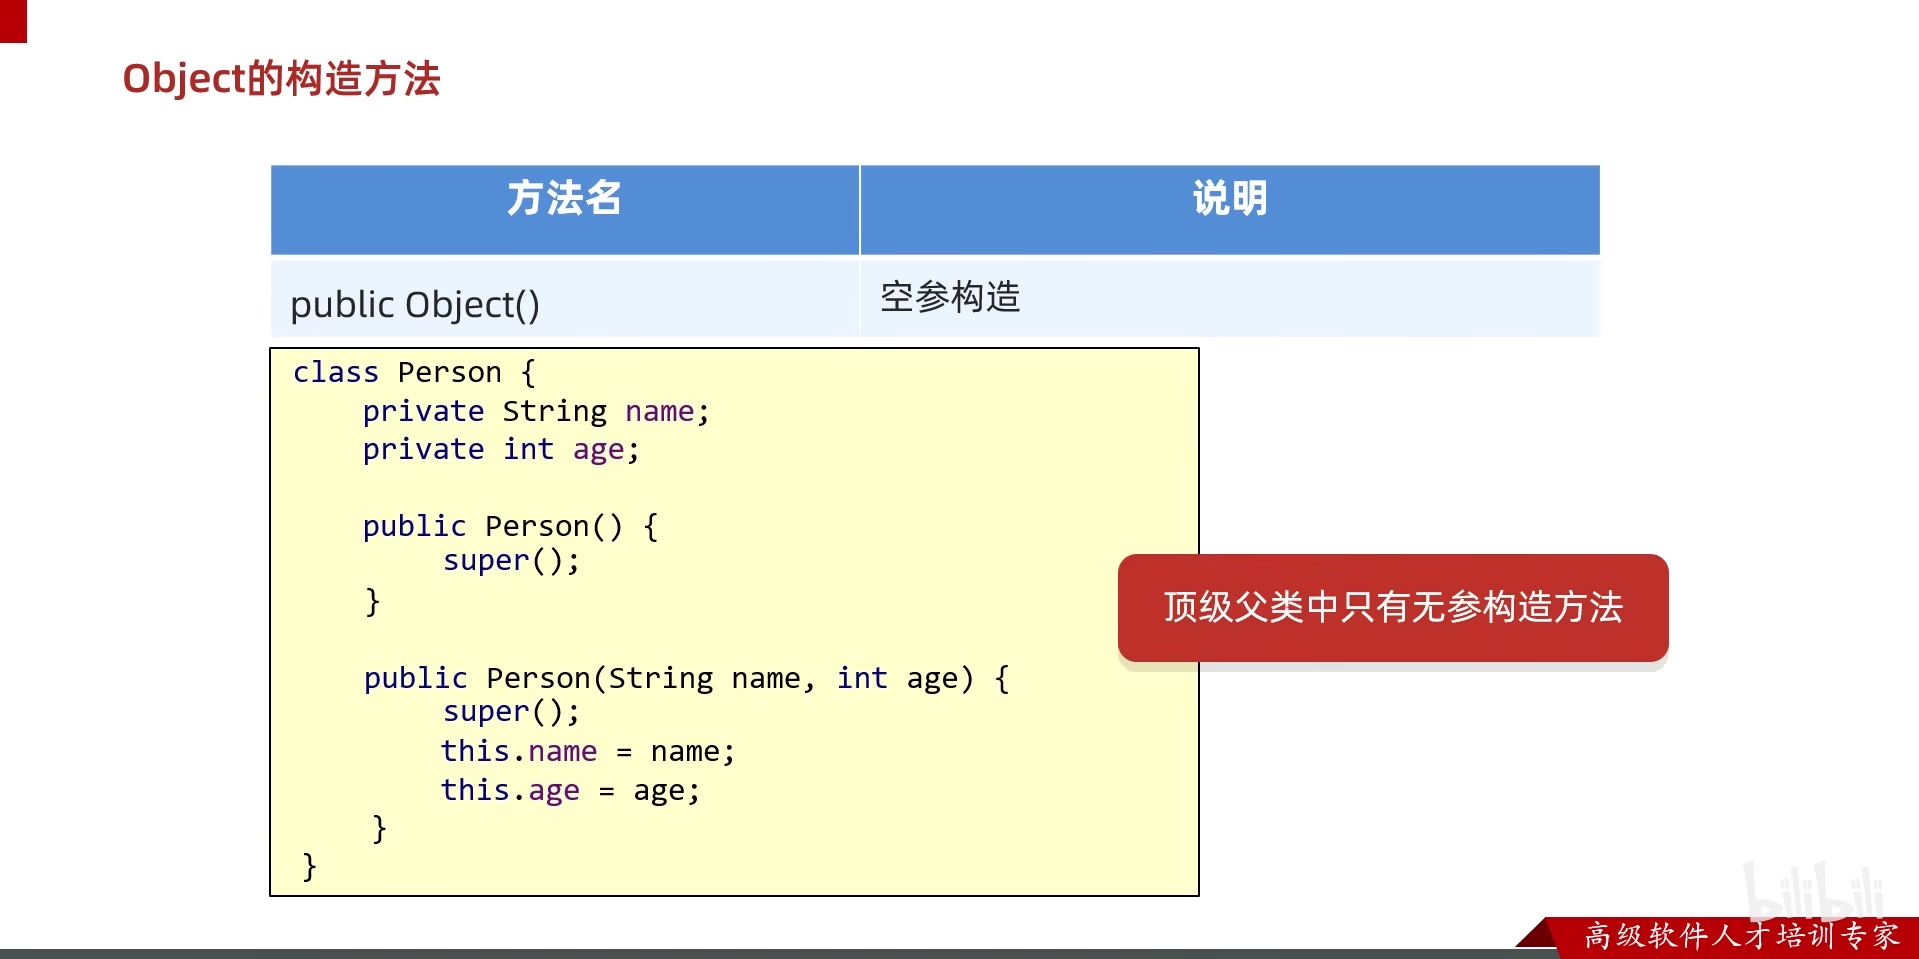 Object的构造方法
方法名 说明
public Object() 空参构造
class Person {
private String name;
private int age;
public Person() {
super();
}
顶级父类中只有无参构造方法
public Person(String name, int age) {
super();
this.name = name;
this.age = age;
}
}
bilibili
高级软件人才培训专家